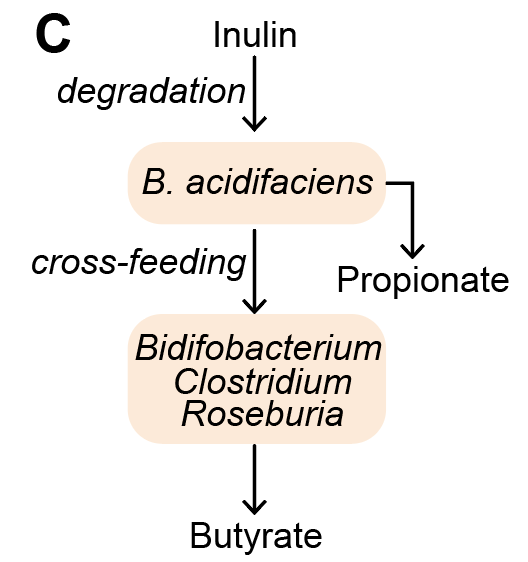 C
Inulin
degradation
B. acidifaciens
cross-feeding
Propionate
Bidifobacterium
Clostridium
Roseburia
Butyrate